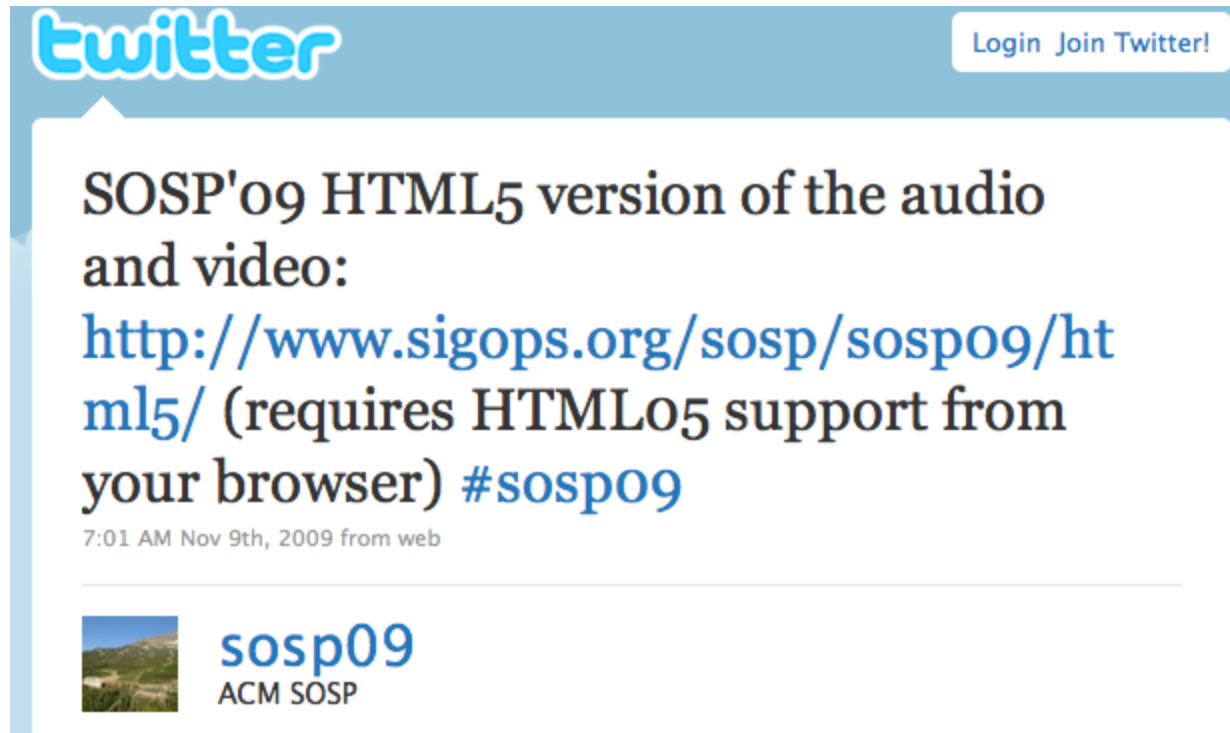 twitter
Login Join Twitter!
SOSP'09 HTML5 version of the audio
and video:
http://www.sigops.org/sosp/sosp09/ht
ml5/ (requires HTML05 support from
your browser) #sosp09
7:01 AM Nov 9th, 2009 from web
sosp09
ACM SOSP